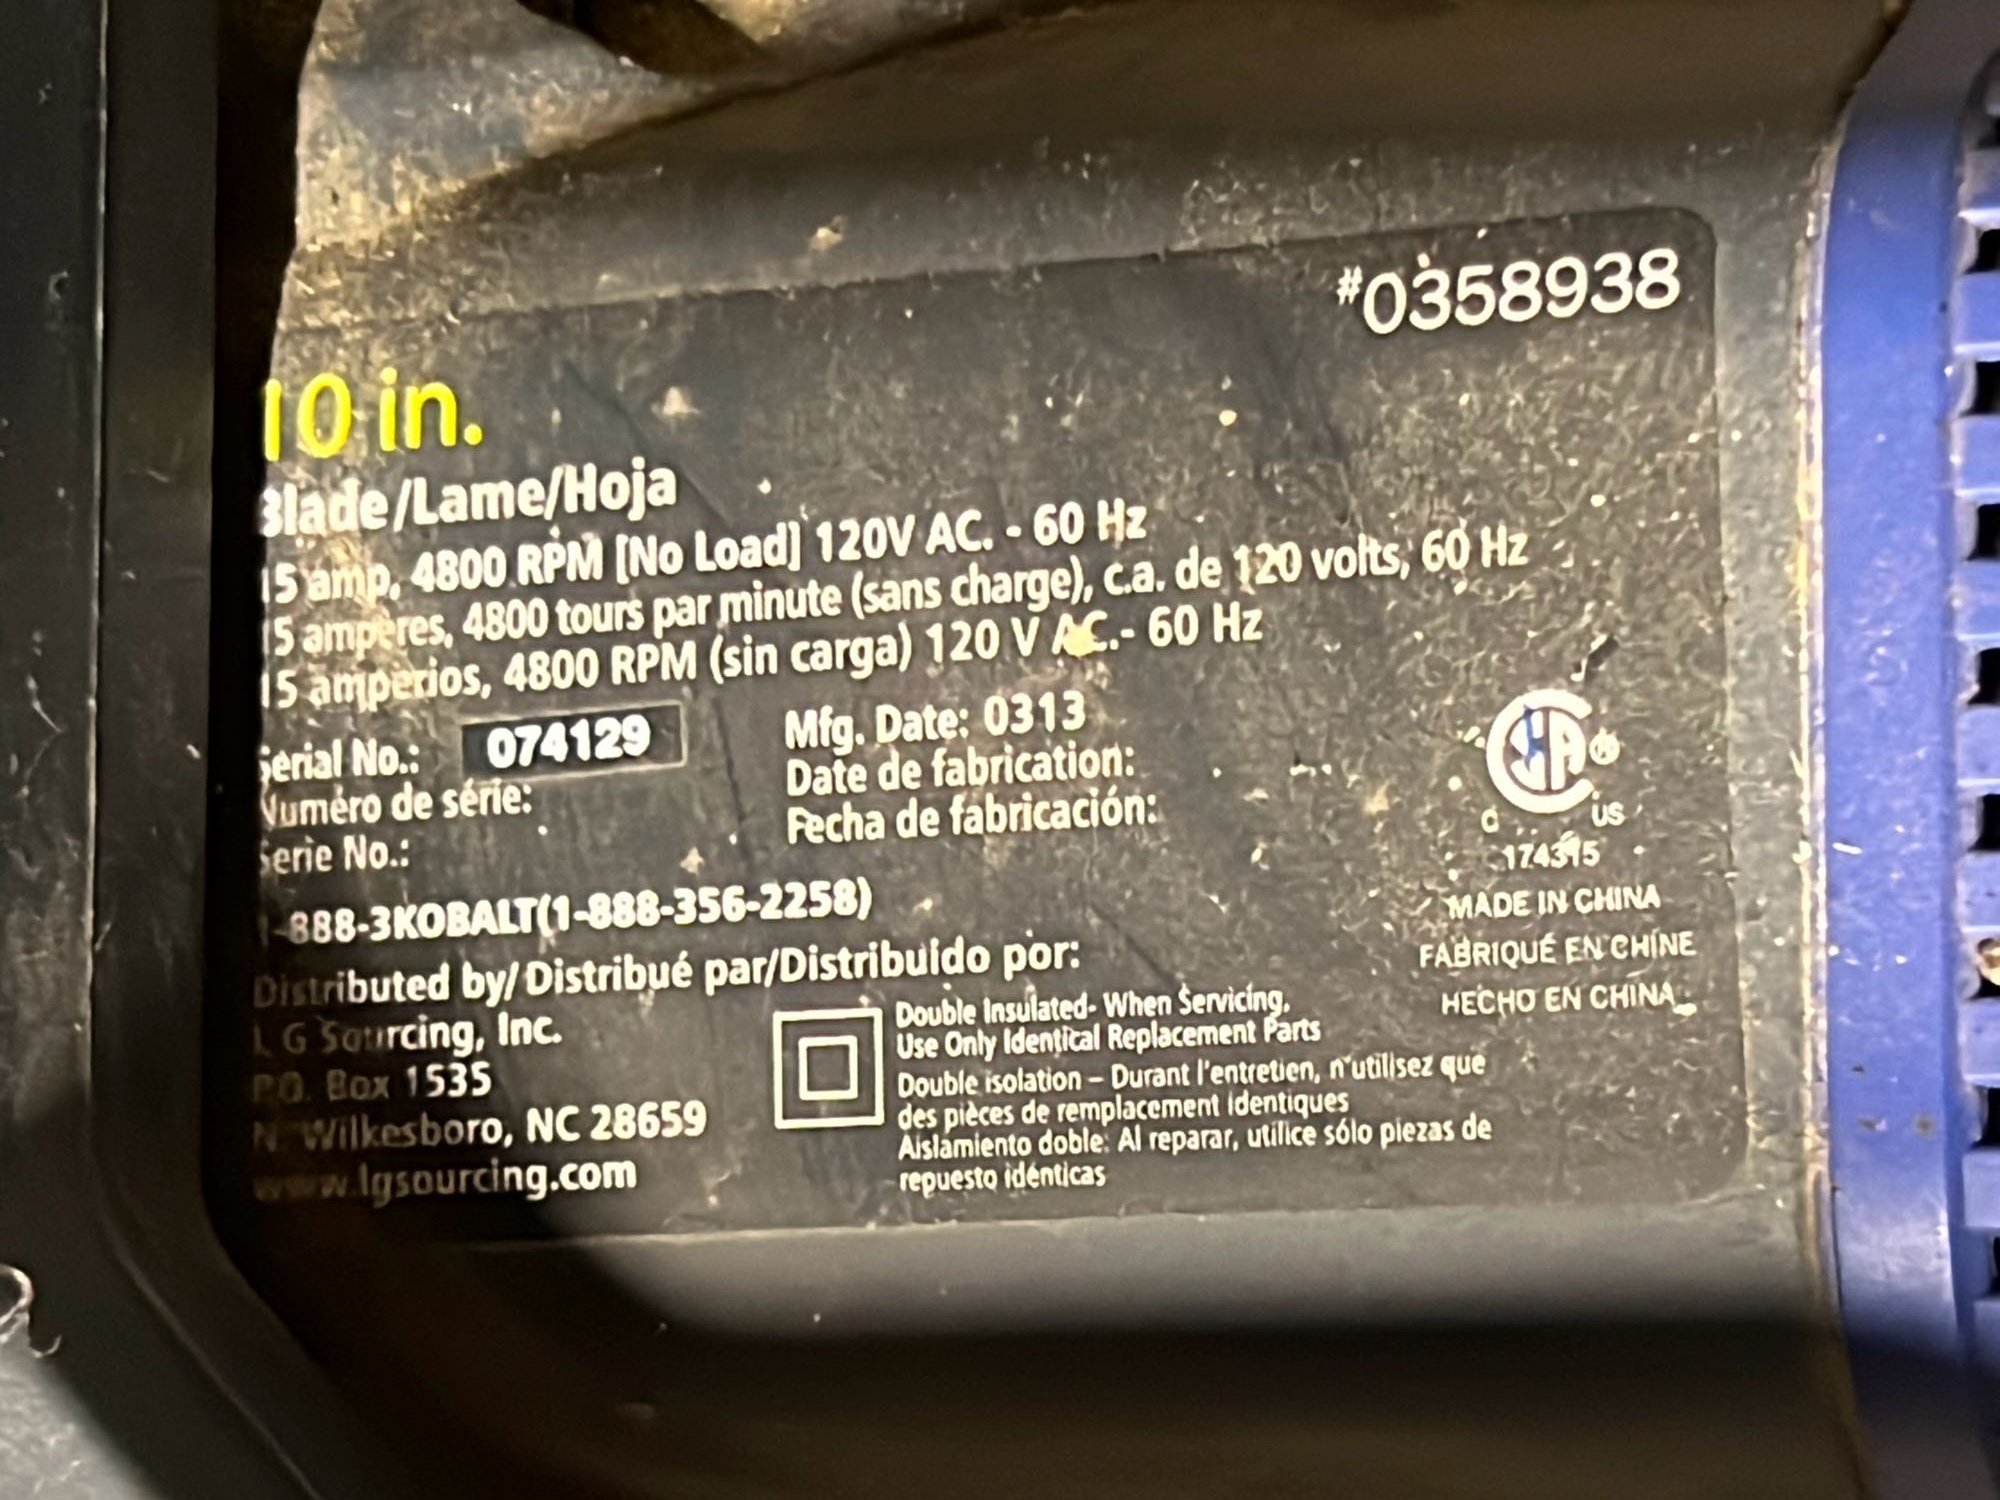 #0358938
10 in.
Blade/Lame/Hoja
15 amp, 4800 RPM [No Load] 120V AC. - 60 Hz
15 ampères, 4800 tours par minute (sans charge), c.a. de 120 volts, 60 Hz
15 amperios, 4800 RPM (sin carga) 120 V AC.- 60 Hz
Serial No.: 074129
Numéro de série:
Serie No.:
Mfg. Date: 0313
Date de fabrication:
Fecha de fabricación:
CSA ®
C US
174315
MADE IN CHINA
FABRIQUÉ EN CHINE
HECHO EN CHINA
1-888-3KOBALT(1-888-356-2258)
Distributed by/ Distribué par/Distribuido por:
L G Sourcing, Inc.
P.O. Box 1535
N. Wilkesboro, NC 28659
www.lgsourcing.com
Double Insulated- When Servicing,
Use Only Identical Replacement Parts
Double isolation – Durant l'entretien, n'utilisez que
des pièces de remplacement identiques
Aislamiento doble: Al reparar, utilice sólo piezas de
repuesto idénticas